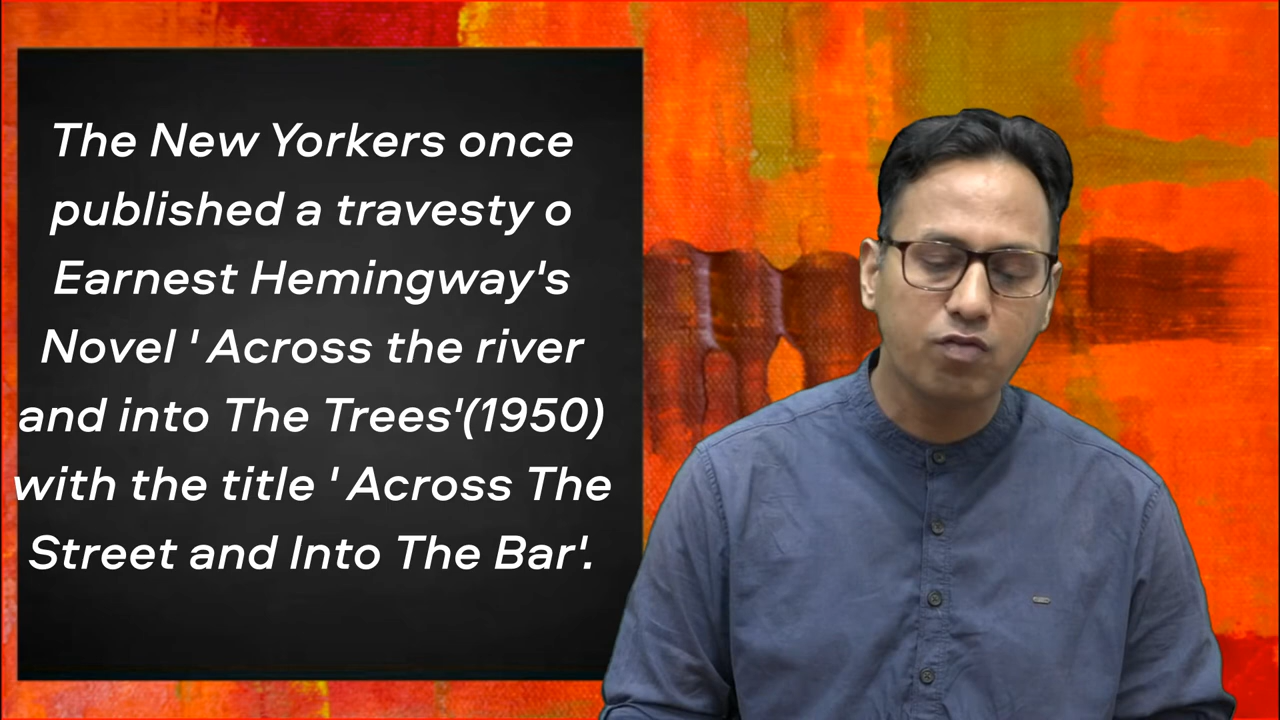 The New Yorkers once
published a travesty o
Earnest Hemingway's
Novel ' Across the river
and into The Trees'(1950)
with the title ' Across The
Street and Into The Bar'.